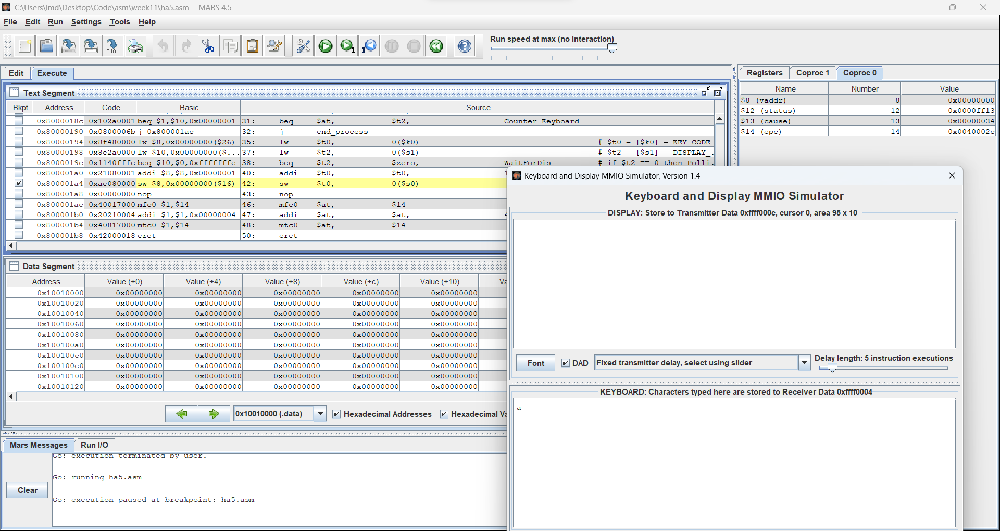 C:\Users\lmd\Desktop\Code\asm\week11\ha5.asm - MARS 4.5
File Edit Run Settings Tools Help
Run speed at max (no interaction)
Edit Execute
Registers Coproc 1 Coproc 0
Name Number Value
$8 (vaddr) 8 0x00000000
$12 (status) 12 0x0000ff13
$13 (cause) 13 0x00000034
$14 (epc) 14 0x0040002c
Text Segment
Bkpt Address Code Basic Source
0x8000018c 0x102a0001 beq $1,$10,0x00000001 31: beq $at, $t2, Counter_Keyboard
0x80000190 0x0800006b j 0x800001ac 32: j end_process
0x80000194 0x8f480000 lw $8,0x00000000($26) 35: lw $t0, 0($k0) # $t0 = [$k0] = KEY_CODE
0x80000198 0x8e2a0000 lw $10,0x00000000($... 37: lw $t2, 0($s1) # $t2 = [$s1] = DISPLAY_.
0x8000019c 0x1140fffe beq $10,$0,0xfffffffe 38: beq $t2, $zero, WaitForDis # if $t2 == 0 then Polli.
0x800001a0 0x21080001 addi $8,$8,0x00000001 40: addi $t0, $t0,
0x800001a4 0xae080000 sw $8,0x00000000($16) 42: sw $t0, 0($s0)
0x800001a8 0x00000000 nop 43: nop
0x800001ac 0x40017000 mfc0 $1,$14 46: mfc0 $at, $14
0x800001b0 0x20210004 addi $1,$1,0x00000004 47: addi $at, $at,
0x800001b4 0x40817000 mtc0 $1,$14 48: mtc0 $at, $14
0x800001b8 0x42000018 eret 50: eret
Data Segment
Address Value (+0) Value (+4) Value (+8) Value (+c) Value (+10)
0x10010000 0x00000000 0x00000000 0x00000000 0x00000000 0x00000000
0x10010020 0x00000000 0x00000000 0x00000000 0x00000000 0x00000000
0x10010040 0x00000000 0x00000000 0x00000000 0x00000000 0x00000000
0x10010060 0x00000000 0x00000000 0x00000000 0x00000000 0x00000000
0x10010080 0x00000000 0x00000000 0x00000000 0x00000000 0x00000000
0x100100a0 0x00000000 0x00000000 0x00000000 0x00000000 0x00000000
0x100100c0 0x00000000 0x00000000 0x00000000 0x00000000 0x00000000
0x100100e0 0x00000000 0x00000000 0x00000000 0x00000000 0x00000000
0x10010100 0x00000000 0x00000000 0x00000000 0x00000000 0x00000000
0x10010120 0x00000000 0x00000000 0x00000000 0x00000000 0x00000000
0x10010000 (.data) Hexadecimal Addresses Hexadecimal Va
Mars Messages Run I/O
Go: execution terminated by user.
Go: running ha5.asm
Go: execution paused at breakpoint: ha5.asm
Clear
Keyboard and Display MMIO Simulator, Version 1.4
Keyboard and Display MMIO Simulator
DISPLAY: Store to Transmitter Data 0xffff000c, cursor 0, area 95 x 10
Font DAD Fixed transmitter delay, select using slider Delay length: 5 instruction executions
KEYBOARD: Characters typed here are stored to Receiver Data 0xffff0004
a